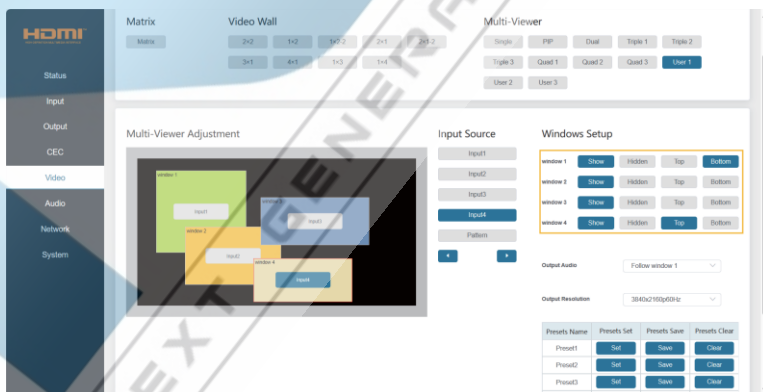 Matrix
Video Wall
Multi-Viewer
HDMI
Matrix
2×2
1×2
1×2-2
2×1
2×1-2
Single
PIP
Dual
Triple 1
Triple 2
3×1
4×1
1×3
1×4
Triple 3
Quad 1
Quad 2
Quad 3
User 1
User 2
User 3
Status
Input
Output
CEC
Video
Audio
Network
System
Multi-Viewer Adjustment
window 1
Input1
window 2
Input2
Input3
window 4
Input4
Input Source
Input1
Input2
Input3
Input4
Pattern
Windows Setup
window 1 Show Hidden Top Bottom
window 2 Show Hidden Top Bottom
window 3 Show Hidden Top Bottom
window 4 Show Hidden Top Bottom
Output Audio Follow window 1
Output Resolution 3840x2160p60Hz
Presets Name Presets Set Presets Save Presets Clear
Preset1 Set Save Clear
Preset2 Set Save Clear
Preset3 Set Save Clear